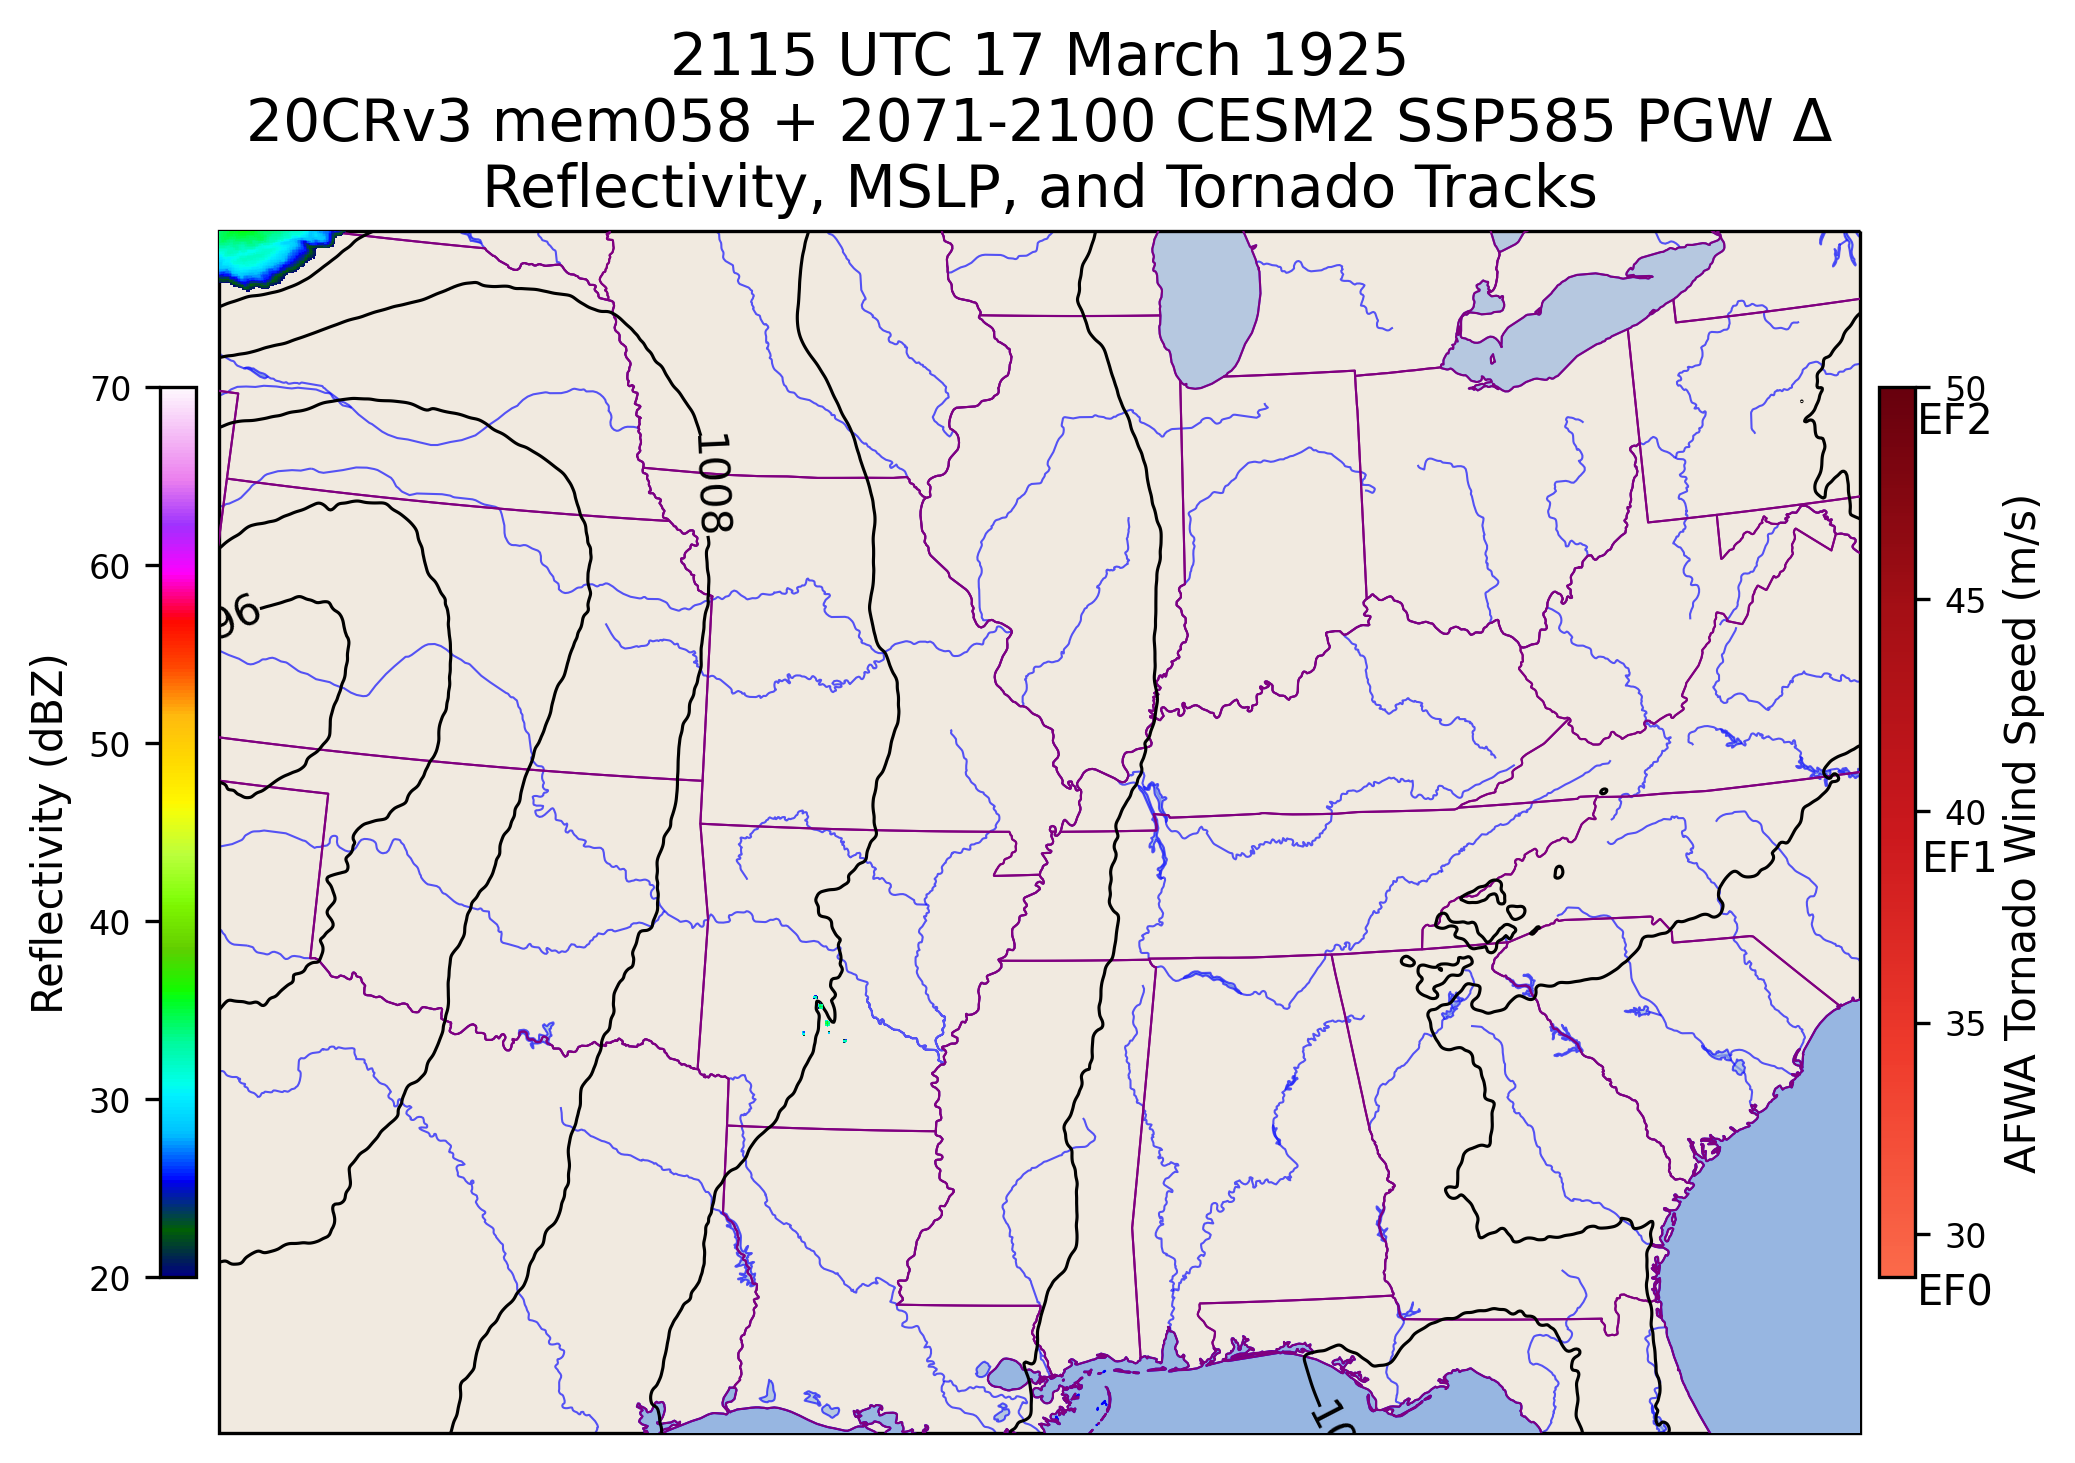 2115 UTC 17 March 1925
20CRv3 mem058 + 2071-2100 CESM2 SSP585 PGW Δ
Reflectivity, MSLP, and Tornado Tracks
Reflectivity (dBZ)
70
60
50
40
30
20
1008
96
10
50
EF2
45
40
EF1
35
30
EF0
AFWA Tornado Wind Speed (m/s)